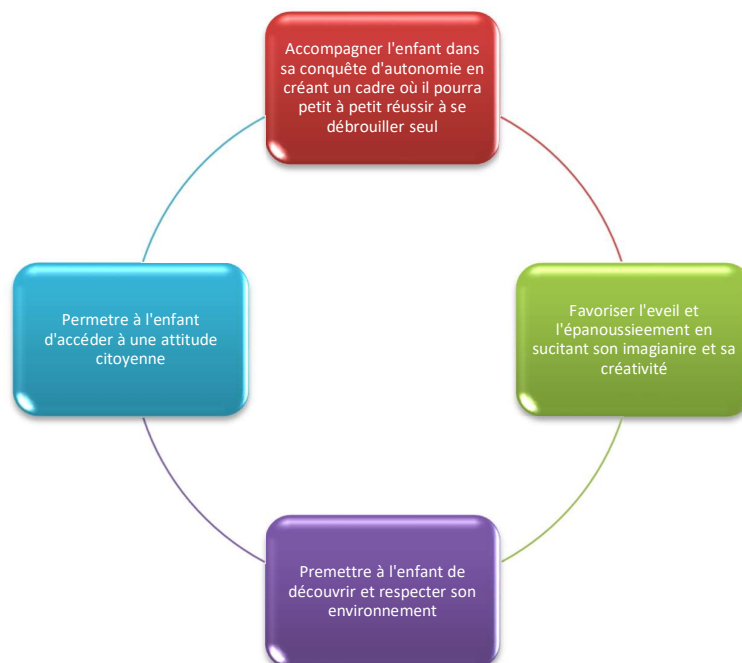 Accompagner l'enfant dans
sa conquête d'autonomie en
créant un cadre où il pourra
petit à petit réussir à se
débrouiller seul
Favoriser l'eveil et
l'épanoussieement en
sucitant son imagianire et sa
créativité
Premettre à l'enfant de
découvrir et respecter son
environnement
Permetre à l'enfant
d'accéder à une attitude
citoyenne